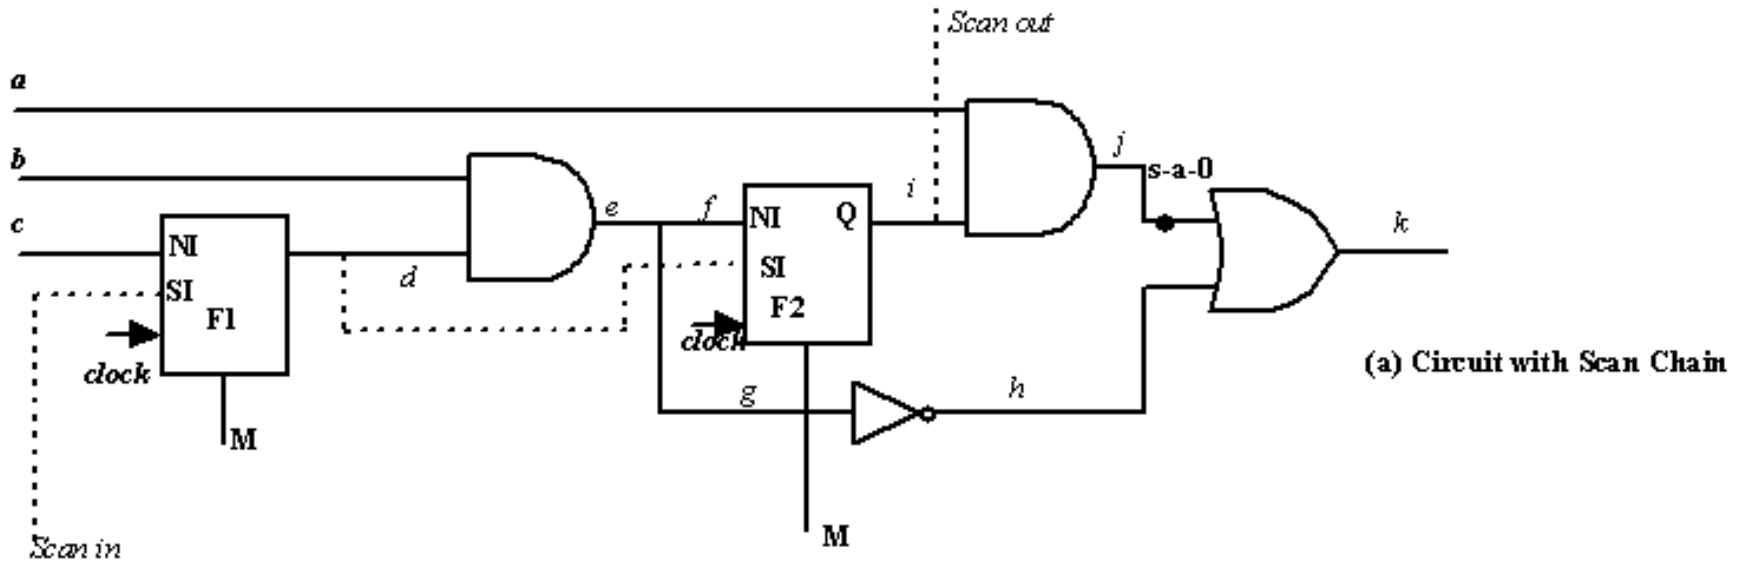 Scan out
a
j
b
s-a-0
i
e
f
NI
Q
c
k
NI
d
SI
SI
F1
F2
clock
clock
(a) Circuit with Scan Chain
g
h
M
M
Scan in